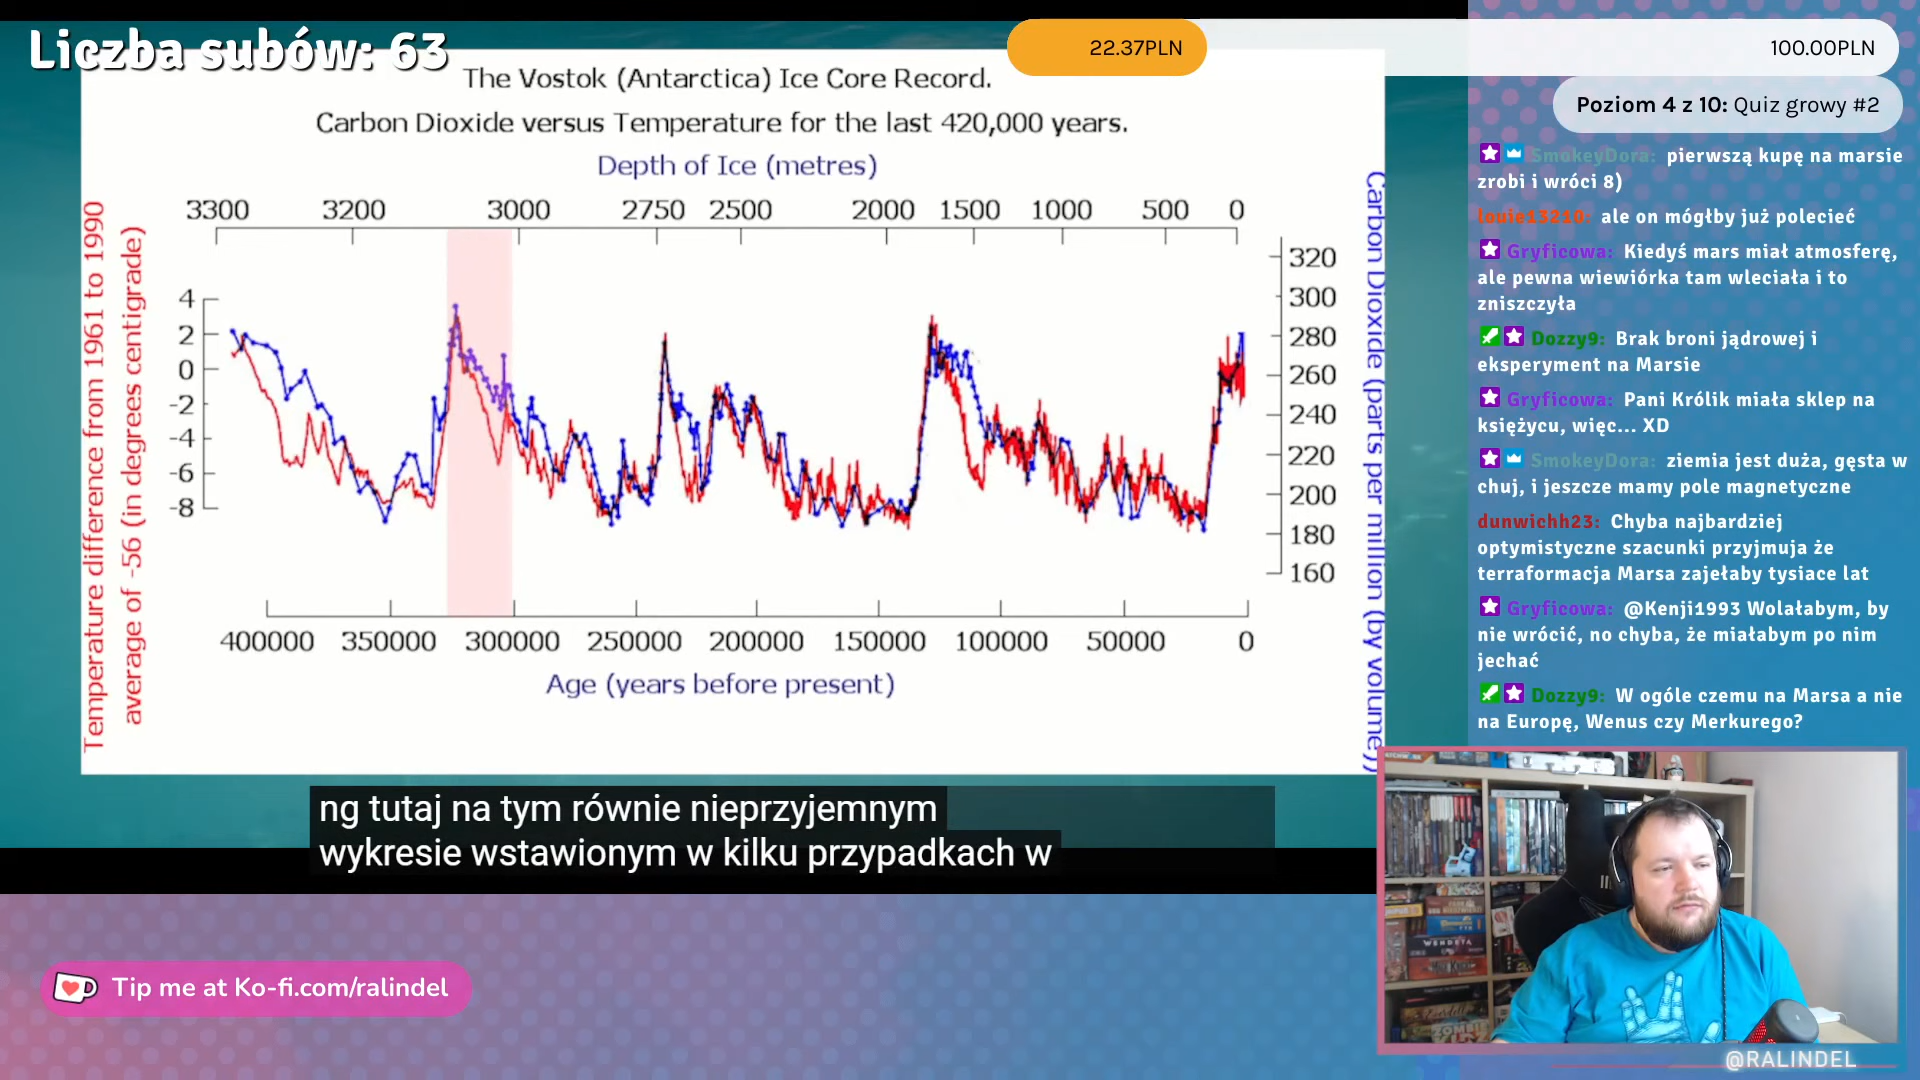 Liczba subów: 63
22.37PLN
100.00PLN
Poziom 4 z 10: Quiz growy #2
The Vostok (Antarctica) Ice Core Record.
Carbon Dioxide versus Temperature for the last 420,000 years.
Depth of Ice (metres)
3300 3200 3000 2750 2500 2000 1500 1000 500 0
Temperature difference from 1961 to 1990
average of -56 (in degrees centigrade)
4
2
0
-2
-4
-6
-8
320
300
280
260
240
220
200
180
160
Carbon Dioxide (parts per million (by volume))
400000 350000 300000 250000 200000 150000 100000 50000 0
Age (years before present)
ng tutaj na tym równie nieprzyjemnym
wykresie wstawionym w kilku przypadkach w
Tip me at Ko-fi.com/ralindel
SmokeyDora: pierwszą kupę na marsie
zrobi i wróci 8)
louie13210: ale on mógłby już polecieć
Gryficowa: Kiedyś mars miał atmosferę,
ale pewna wiewiórka tam wleciała i to
zniszczyła
Dozzy9: Brak broni jądrowej i
eksperyment na Marsie
Gryficowa: Pani Królik miała sklep na
księżycu, więc... XD
SmokeyDora: ziemia jest duża, gęsta w
chuj, i jeszcze mamy pole magnetyczne
dunwichh23: Chyba najbardziej
optymistyczne szacunki przyjmuja że
terraformacja Marsa zajełaby tysiace lat
Gryficowa: @Kenji1993 Wolałabym, by
nie wrócić, no chyba, że miałabym po nim
jechać
Dozzy9: W ogóle czemu na Marsa a nie
na Europę, Wenus czy Merkurego?
WENDETA
@RALINDEL